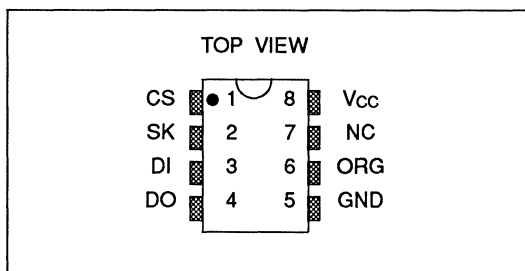 TOP VIEW
CS 1 8 Vcc
SK 2 7 NC
DI 3 6 ORG
DO 4 5 GND